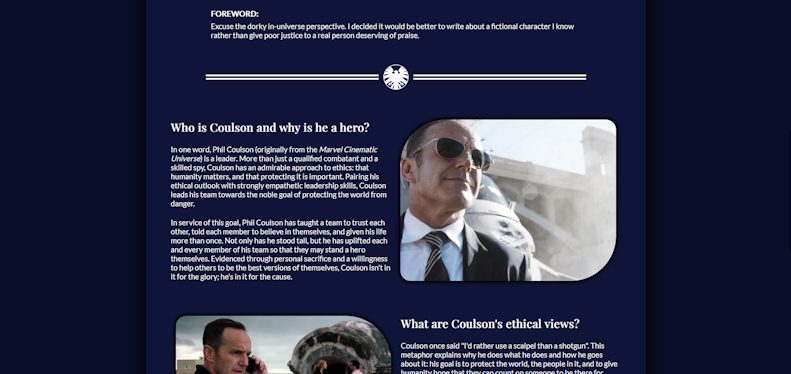 FOREWORD:
Excuse the dorky in-universe perspective. I decided it would be better to write about a fictional character I know
rather than give poor justice to a real person deserving of praise.
Who is Coulson and why is he a hero?
In one word, Phil Coulson (originally from the Marvel Cinematic
Universe) is a leader. More than just a qualified combatant and a
skilled spy, Coulson has an admirable approach to ethics: that
humanity matters, and that protecting it is important. Pairing his
ethical outlook with strongly empathetic leadership skills, Coulson
leads his team towards the noble goal of protecting the world from
danger.
In service of this goal, Phil Coulson has taught a team to trust each
other, told each member to believe in themselves, and given his life
more than once. Not only has he stood tall, but he has uplifted each
and every member of his team so that they may stand a hero
themselves. Evidenced through personal sacrifice and a willingness
to help others to be the best versions of themselves, Coulson isn't in
it for the glory; he's in it for the cause.
What are Coulson's ethical views?
Coulson once said "I'd rather use a scalpel than a shotgun". This
metaphor explains why he does what he does and how he goes
about it: his goal is to protect the world, the people in it, and to give
humanity hope that they can count on someone to be there for